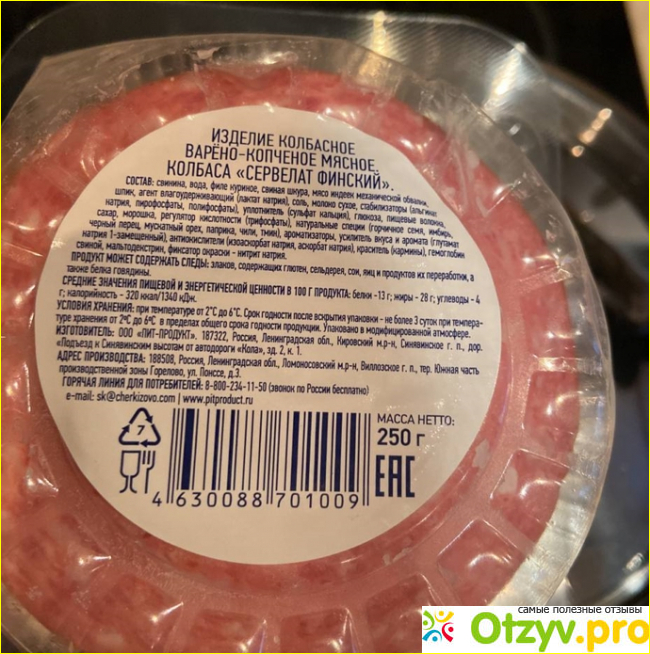 ИЗДЕЛИЕ КОЛБАСНОЕ
ВАРЁНО-КОПЧЕНОЕ МЯСНОЕ,
КОЛБАСА «СЕРВЕЛАТ ФИНСКИЙ».
СОСТАВ: свинина, вода, филе куриное, свиная шкура, мясо индеек механической обвалки,
шпик, агент влагоудерживающий (лактат натрия), соль, молоко сухое, стабилизаторы (альгинат
натрия, пирофосфаты, полифосфаты), уплотнитель (сульфат кальция), глюкоза, пищевые волокна,
сахар, морошка, регулятор кислотности (трифосфаты), натуральные специи (горчичное семя, имбирь,
черный перец, мускатный орех, паприка, чили, тмин), ароматизаторы, усилитель вкуса и аромата (глутамат
натрия 1-замещенный), антиокислители (изоаскорбат натрия, аскорбат натрия), краситель (кармины), гемоглобин
свиной, мальтодекстрин, фиксатор окраски - нитрит натрия.
ПРОДУКТ МОЖЕТ СОДЕРЖАТЬ СЛЕДЫ: злаков, содержащих глютен, сельдерея, сои, яиц и продуктов их переработки, а
также белка говядины.
СРЕДНИЕ ЗНАЧЕНИЯ ПИЩЕВОЙ И ЭНЕРГЕТИЧЕСКОЙ ЦЕННОСТИ В 100 Г ПРОДУКТА: белки -13 г; жиры - 28 г; углеводы - 4
г; калорийность - 320 ккал/1340 кДж.
УСЛОВИЯ ХРАНЕНИЯ: при температуре от 2°С до 6°С. Срок годности после вскрытия упаковки - не более 3 суток при темпера-
туре хранения от 2°С до 6°С в пределах общего срока годности продукции. Упаковано в модифицированной атмосфере.
ИЗГОТОВИТЕЛЬ: ООО «ПИТ-ПРОДУКТ». 187322, Россия, Ленинградская обл., Кировский м.р-н, Синявинское г. п., дор.
«Подъезд к Синявинским высотам от автодороги «Кола», зд. 2, к. 1.
АДРЕС ПРОИЗВОДСТВА: 188508, Россия, Ленинградская обл., Ломоносовский м.р-н, Виллозское г. п., тер. Южная часть
производственной зоны Горелово, ул. Понссе, д.3.
ГОРЯЧАЯ ЛИНИЯ ДЛЯ ПОТРЕБИТЕЛЕЙ: 8-800-234-11-50 (звонок по России бесплатно)
e-mail: sk@cherkizovo.com | www.pitproduct.ru
7
МАССА НЕТТО:
250 г
EAC
4 630088 701009
самые полезные отзывы
Otzyv.pro